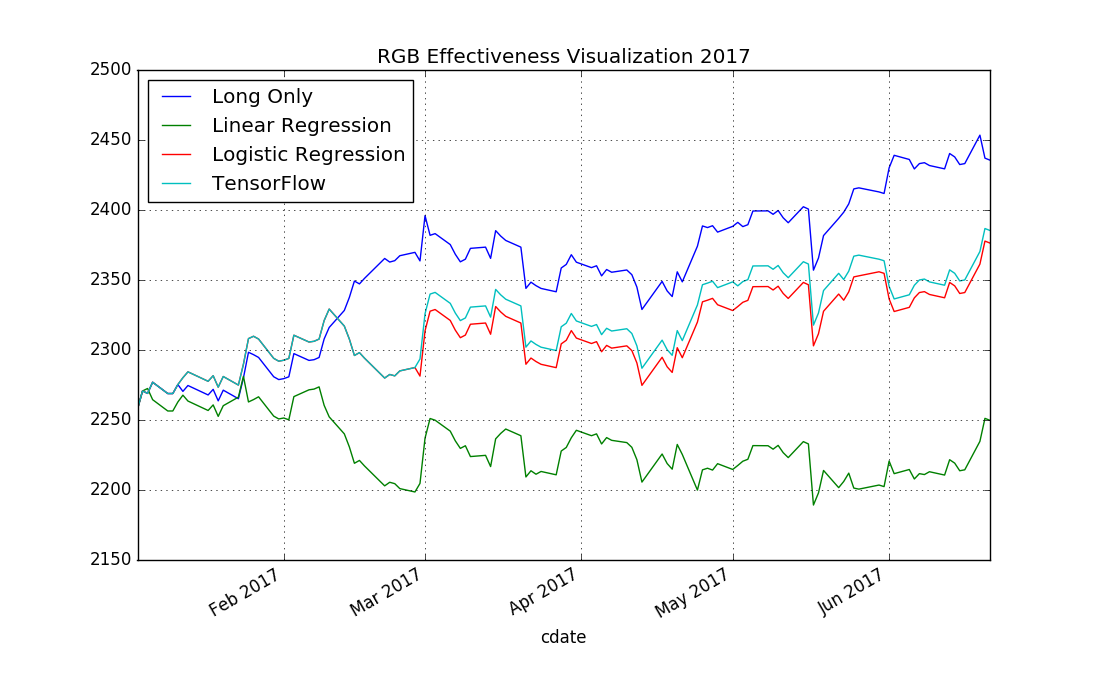 RGB Effectiveness Visualization 2017
2500
2450
2400
2350
2300
2250
2200
2150
Long Only
Linear Regression
Logistic Regression
TensorFlow
Feb 2017
Mar 2017
Apr 2017
May 2017
Jun 2017
cdate